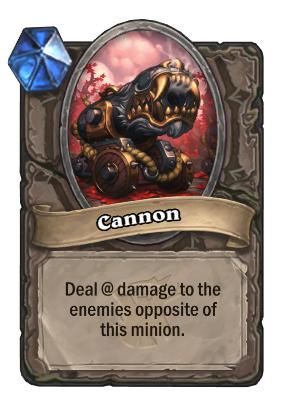 Cannon
Deal @ damage to the
enemies opposite of
this minion.